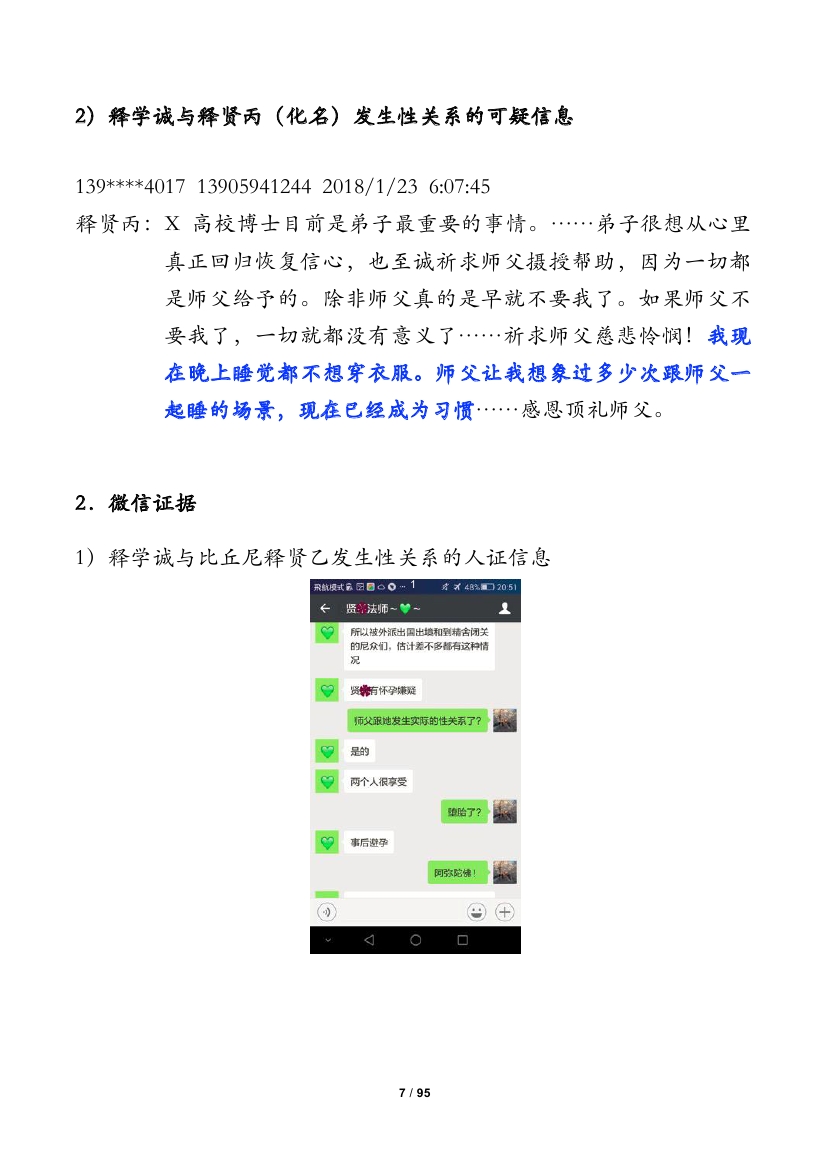 2）释学诚与释贤丙（化名）发生性关系的可疑信息
139****4017 13905941244 2018/1/23 6:07:45
释贤丙：X 高校博士目前是弟子最重要的事情。……弟子很想从心里
真正回归恢复信心，也至诚祈求师父摄授帮助，因为一切都
是师父给予的。除非师父真的是早就不要我了。如果师父不
要我了，一切就都没有意义了……祈求师父慈悲怜悯！我现
在晚上睡觉都不想穿衣服。师父让我想象过多少次跟师父一
起睡的场景，现在已经成为习惯……感恩顶礼师父。
2．微信证据
1）释学诚与比丘尼释贤乙发生性关系的人证信息
飛航模式 ··· 1 48% 20:51
贤 法师~💚~
所以被外派出国出墙和到精舍闭关
的尼众们，估计差不多都有这种情
况
贤 有怀孕嫌疑
师父跟她发生实际的性关系了？
是的
两个人很享受
堕胎了？
事后避孕
阿弥陀佛！
7 / 95